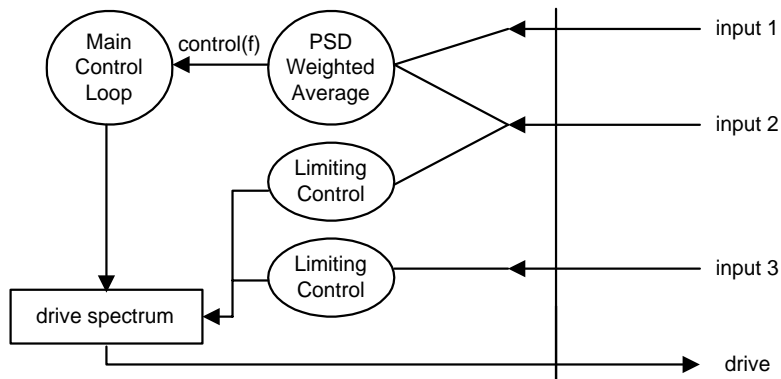 Main
Control
Loop
control(f)
PSD
Weighted
Average
input 1
input 2
Limiting
Control
Limiting
Control
input 3
drive spectrum
drive